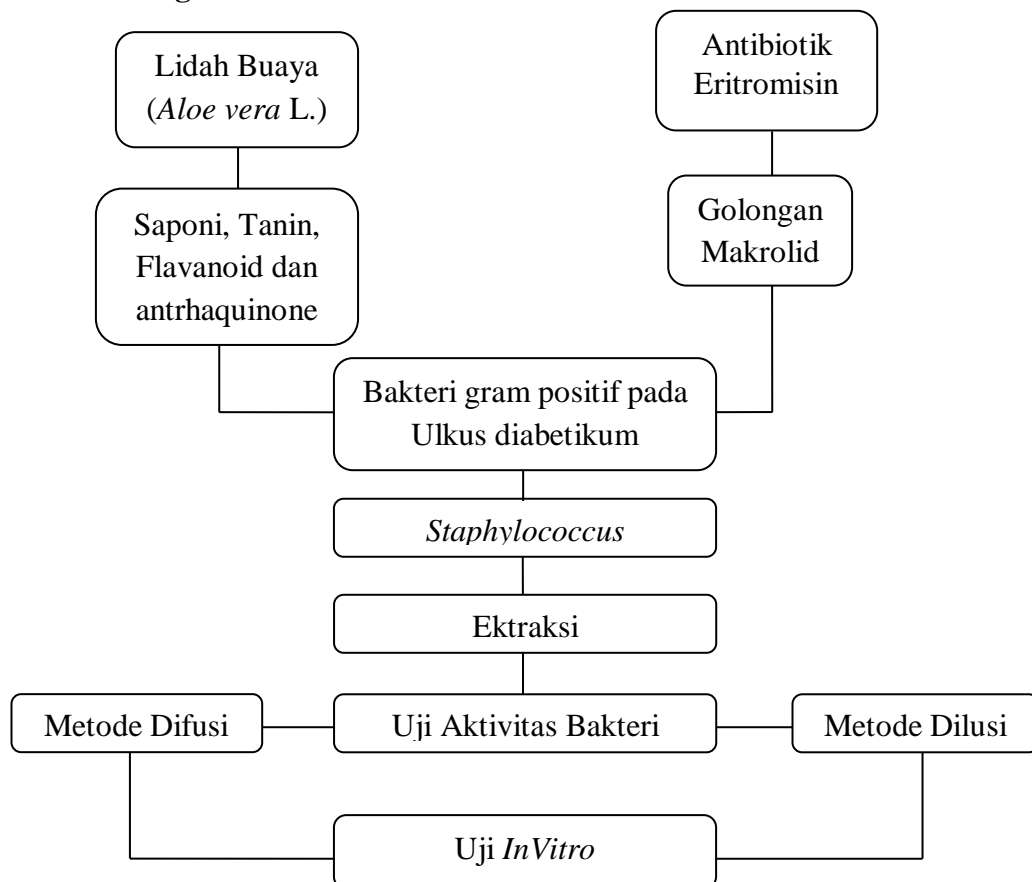 Lidah Buaya
(Aloe vera L.)
Antibiotik
Eritromisin
Saponi, Tanin,
Flavanoid dan
antrhaquinone
Golongan
Makrolid
Bakteri gram positif pada
Ulkus diabetikum
Staphylococcus
Ektraksi
Metode Difusi
Uji Aktivitas Bakteri
Metode Dilusi
Uji InVitro